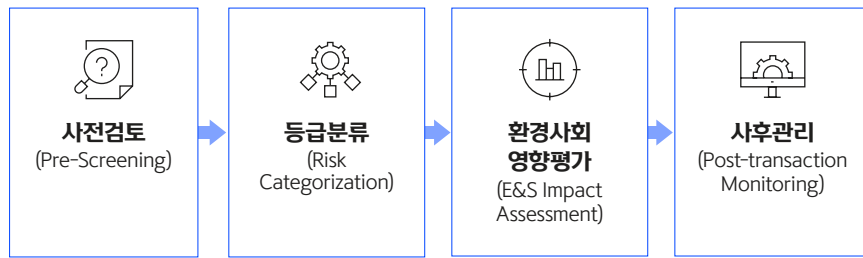 ?
사전검토
(Pre-Screening)
등급분류
(Risk
Categorization)
환경사회
영향평가
(E&S Impact
Assessment)
사후관리
(Post-transaction
Monitoring)